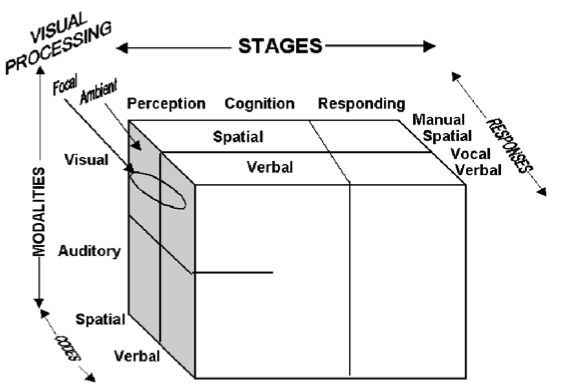 VISUAL
PROCESSING
STAGES
Focal
Ambient
Perception Cognition Responding
Manual
Spatial
Spatial
Vocal
Verbal
Verbal
RESPONSES
Visual
MODALITIES
Auditory
Spatial
Verbal
CODES